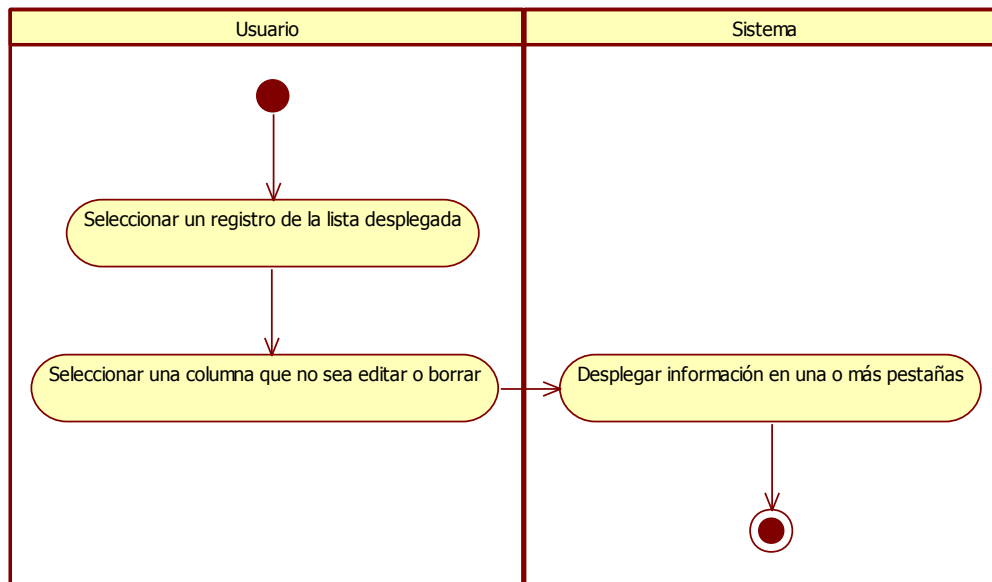 Usuario
Sistema
Seleccionar un registro de la lista desplegada
Seleccionar una columna que no sea editar o borrar
Desplegar información en una o más pestañas